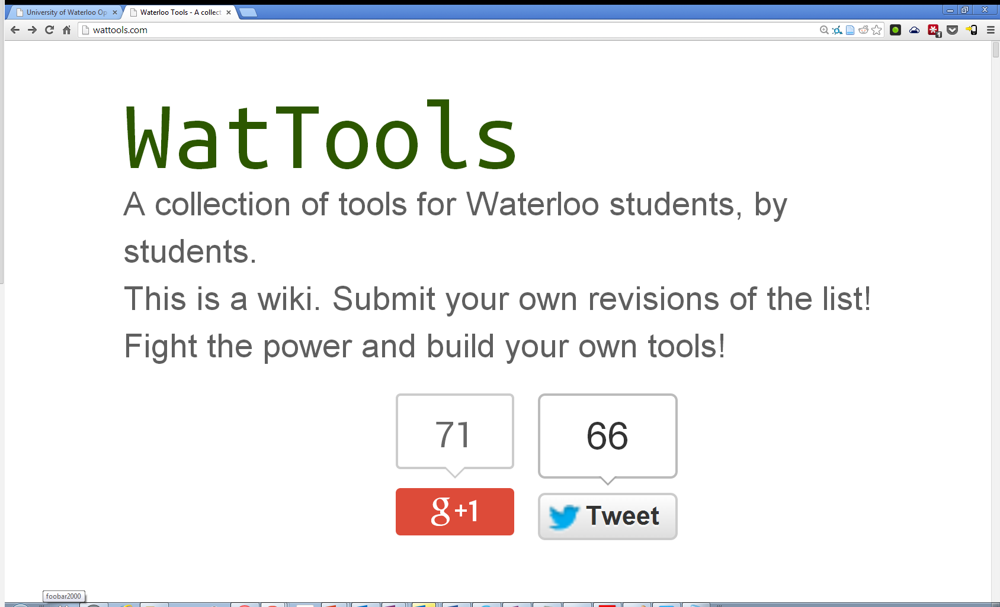 University of Waterloo Op
Waterloo Tools - A collect
wattools.com
1
WatTools
A collection of tools for Waterloo students, by
students.
This is a wiki. Submit your own revisions of the list!
Fight the power and build your own tools!
71
66
g+1
Tweet
foobar2000